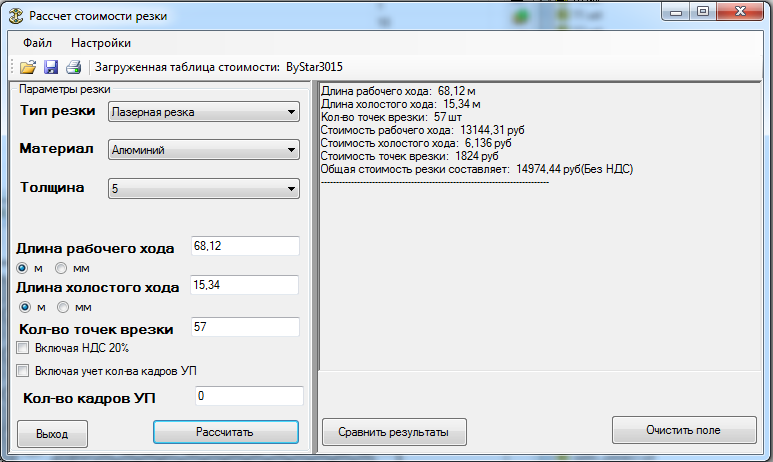 Рассчет стоимости резки
Файл Настройки
Загруженная таблица стоимости: ByStar3015
Параметры резки
Тип резки Лазерная резка
Материал Алюминий
Толщина 5
Длина рабочего хода 68,12
м мм
Длина холостого хода 15,34
м мм
Кол-во точек врезки 57
Включая НДС 20%
Включая учет кол-ва кадров УП
Кол-во кадров УП 0
Выход Рассчитать
Длина рабочего хода: 68,12 м
Длина холостого хода: 15,34 м
Кол-во точек врезки: 57 шт
Стоимость рабочего хода: 13144,31 руб
Стоимость холостого хода: 6,136 руб
Стоимость точек врезки: 1824 руб
Общая стоимость резки составляет: 14974,44 руб(Без НДС)
Сравнить результаты Очистить поле